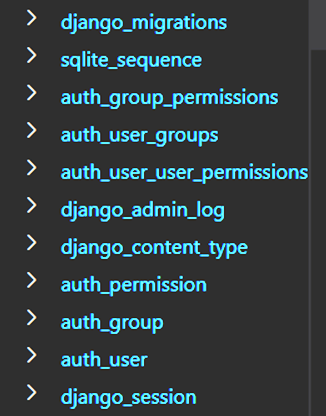 django_migrations
sqlite_sequence
auth_group_permissions
auth_user_groups
auth_user_user_permissions
django_admin_log
django_content_type
auth_permission
auth_group
auth_user
django_session